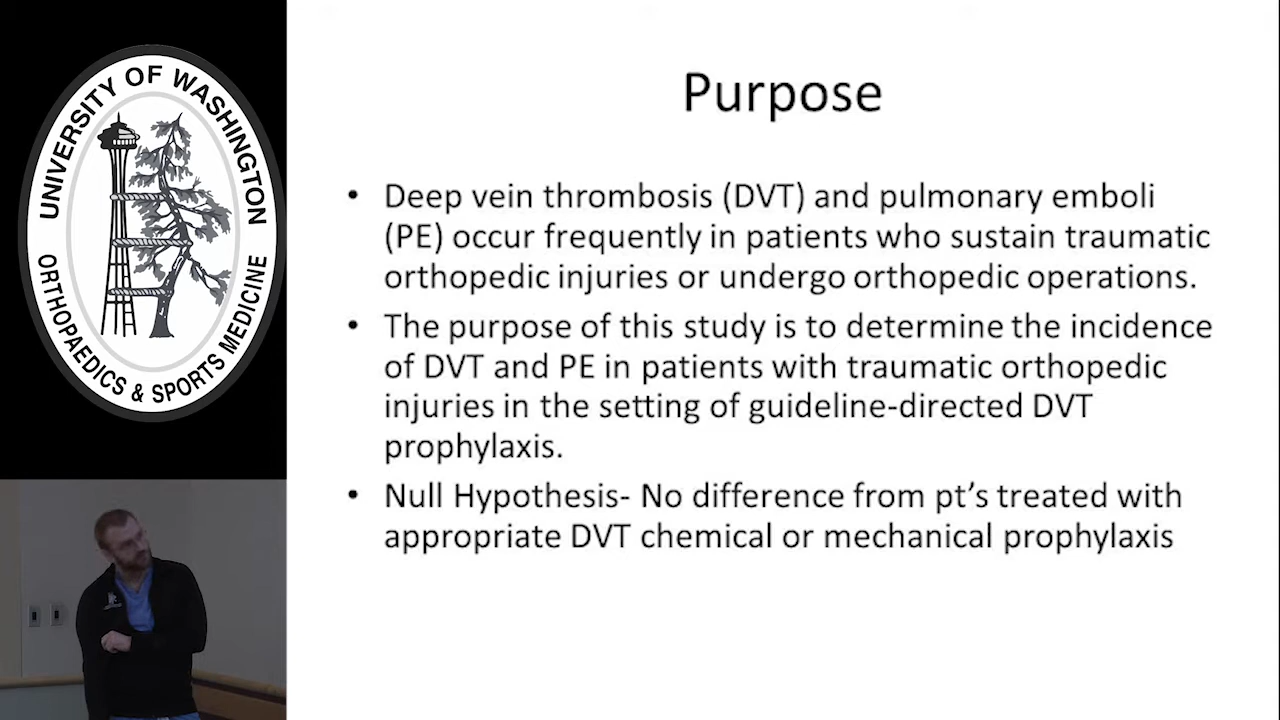 UNIVERSITY OF WASHINGTON
ORTHOPAEDICS & SPORTS MEDICINE
Purpose
• Deep vein thrombosis (DVT) and pulmonary emboli
(PE) occur frequently in patients who sustain traumatic
orthopedic injuries or undergo orthopedic operations.
• The purpose of this study is to determine the incidence
of DVT and PE in patients with traumatic orthopedic
injuries in the setting of guideline-directed DVT
prophylaxis.
• Null Hypothesis- No difference from pt’s treated with
appropriate DVT chemical or mechanical prophylaxis